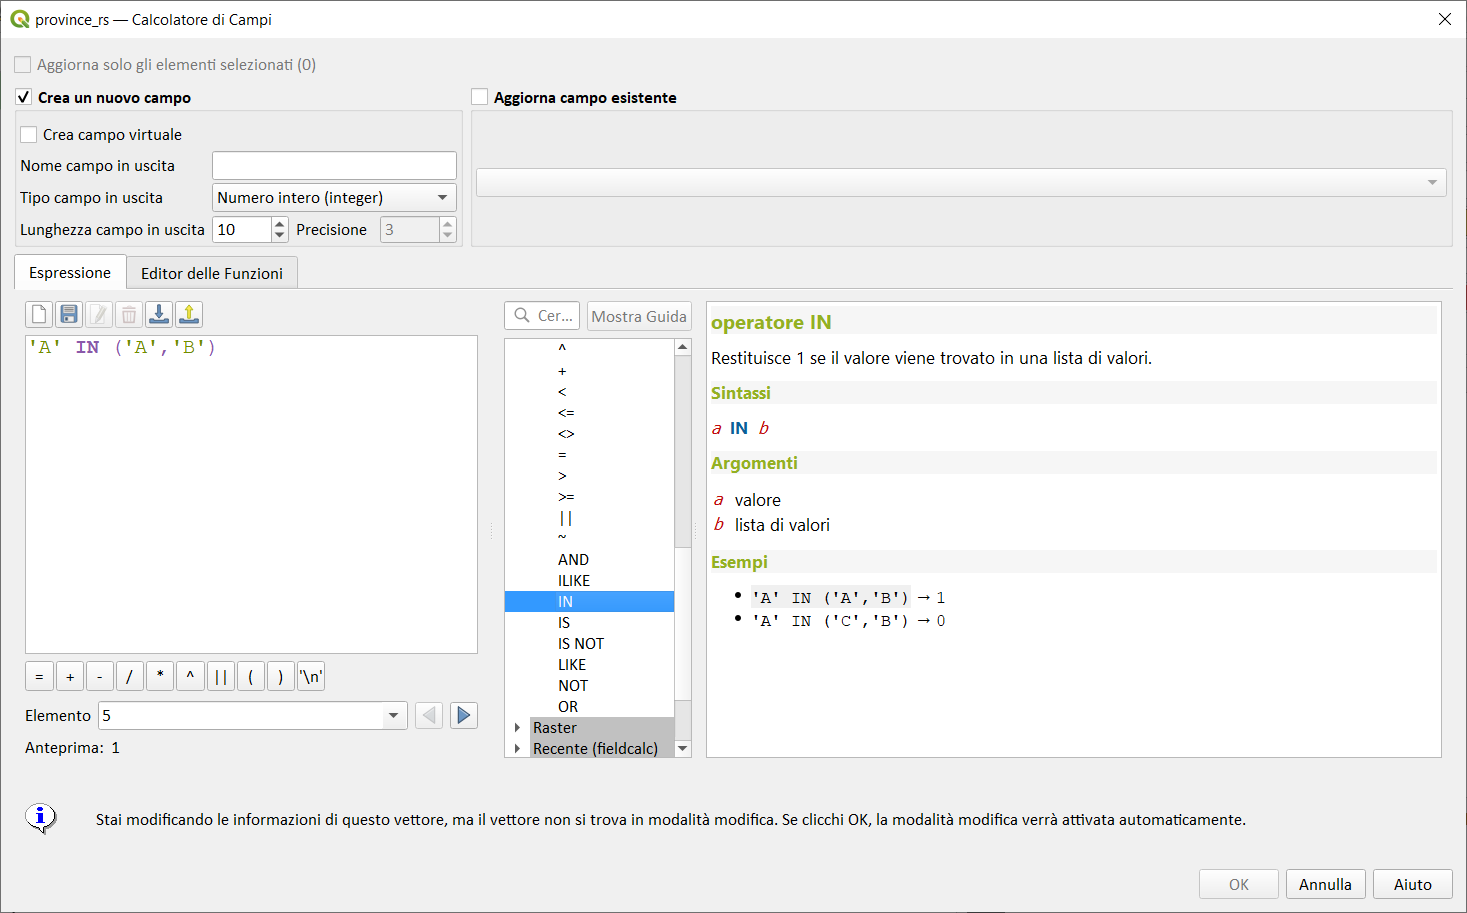 province_rs — Calcolatore di Campi
Aggiorna solo gli elementi selezionati (0)
Crea un nuovo campo
Aggiorna campo esistente
Crea campo virtuale
Nome campo in uscita
Tipo campo in uscita Numero intero (integer)
Lunghezza campo in uscita 10 Precisione 3
Espressione Editor delle Funzioni
'A' IN ('A','B')
= + - / * ^ || ( ) '\n'
Elemento 5
Anteprima: 1
Cer... Mostra Guida
^
+
<
<=
<>
=
>
>=
||
~
AND
ILIKE
IN
IS
IS NOT
LIKE
NOT
OR
Raster
Recente (fieldcalc)
operatore IN
Restituisce 1 se il valore viene trovato in una lista di valori.
Sintassi
a IN b
Argomenti
a valore
b lista di valori
Esempi
• 'A' IN ('A','B') → 1
• 'A' IN ('C','B') → 0
Stai modificando le informazioni di questo vettore, ma il vettore non si trova in modalità modifica. Se clicchi OK, la modalità modifica verrà attivata automaticamente.
OK Annulla Aiuto